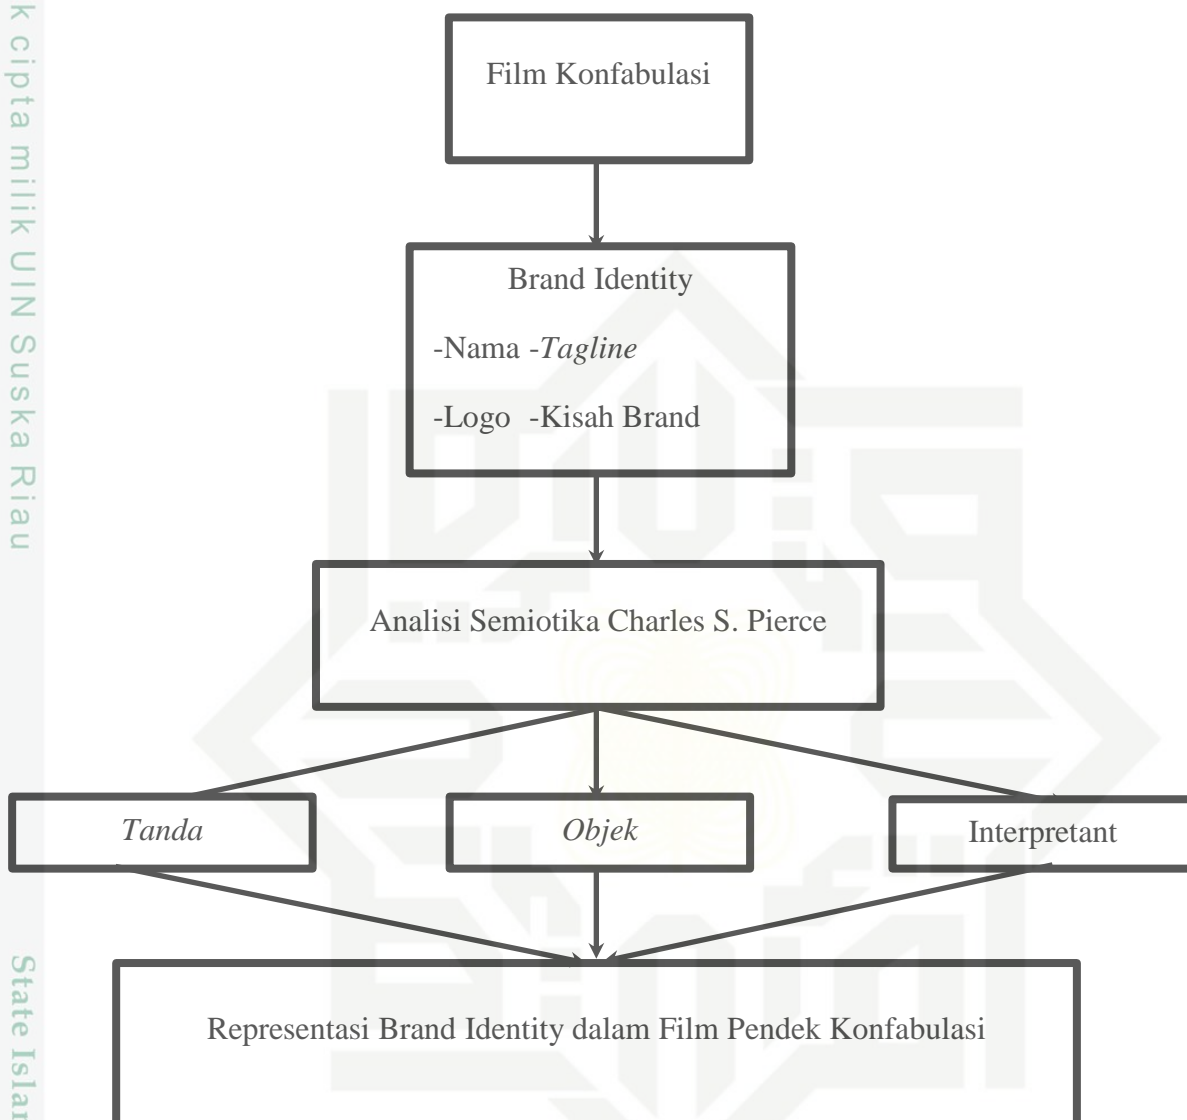 Film Konfabulasi
Brand Identity
-Nama -Tagline
-Logo -Kisah Brand
Analisi Semiotika Charles S. Pierce
Tanda
Objek
Interpretant
Representasi Brand Identity dalam Film Pendek Konfabulasi
k cipta milik UIN Suska Riau
State Islam